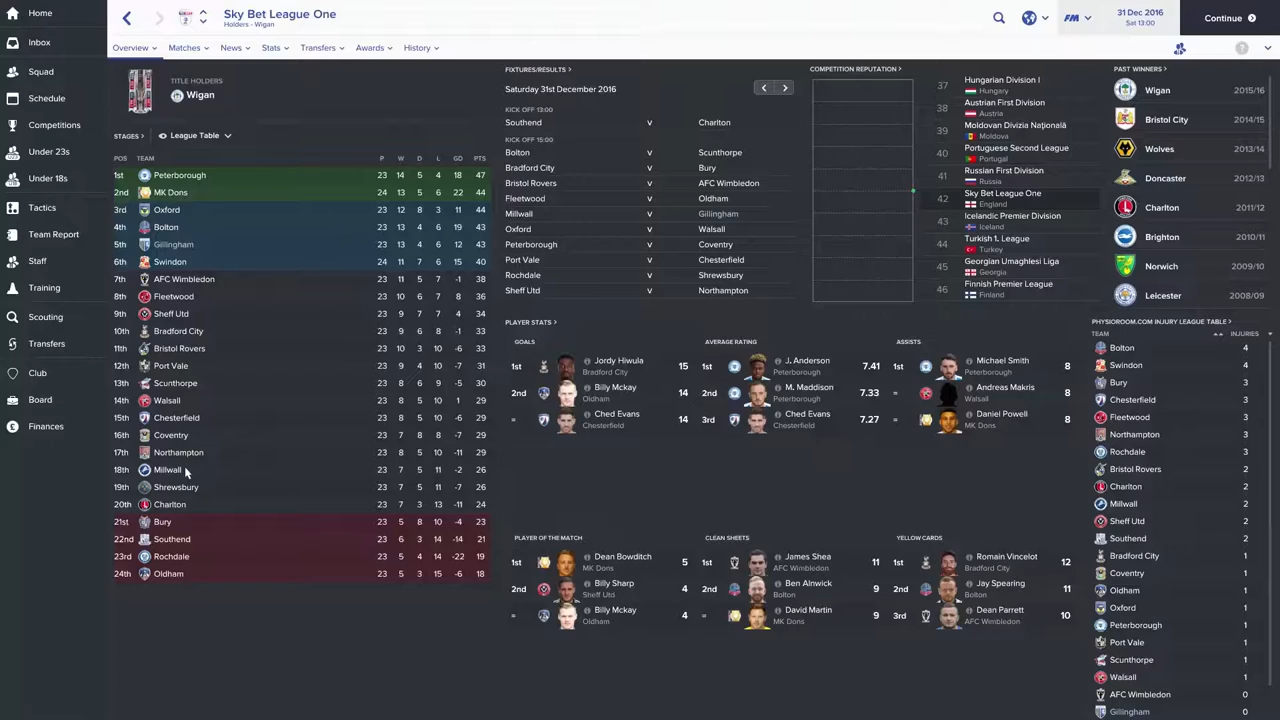 Home
Sky Bet League One
Holders - Wigan
FM
31 Dec 2016
Sat 13:00
Continue
Inbox
Overview
Matches
News
Stats
Transfers
Awards
History
?
Squad
Schedule
Competitions
Under 23s
Under 18s
Tactics
Team Report
Staff
Training
Scouting
Transfers
Club
Board
Finances
TITLE HOLDERS
Wigan
STAGES >
League Table
POS TEAM P W D L GD PTS
1st Peterborough 23 14 5 4 18 47
2nd MK Dons 24 13 5 6 22 44
3rd Oxford 23 12 8 3 11 44
4th Bolton 23 13 4 6 19 43
5th Gillingham 23 13 4 6 12 43
6th Swindon 24 11 7 6 15 40
7th AFC Wimbledon 23 11 5 7 1 38
8th Fleetwood 23 10 6 7 8 36
9th Sheff Utd 23 9 7 7 4 34
10th Bradford City 23 9 6 8 -1 33
11th Bristol Rovers 23 10 3 10 -6 33
12th Port Vale 23 9 4 10 -7 31
13th Scunthorpe 23 8 6 9 -5 30
14th Walsall 23 8 5 10 1 29
15th Chesterfield 23 8 5 10 -6 29
16th Coventry 23 7 8 8 -7 29
17th Northampton 23 8 5 10 -11 29
18th Millwall 23 7 5 11 -2 26
19th Shrewsbury 23 7 5 11 -7 26
20th Charlton 23 7 3 13 -11 24
21st Bury 23 5 8 10 -4 23
22nd Southend 23 6 3 14 -14 21
23rd Rochdale 23 5 4 14 -22 19
24th Oldham 23 5 3 15 -6 18
FIXTURES/RESULTS >
Saturday 31st December 2016
KICK OFF 13:00
Southend v Charlton
KICK OFF 15:00
Bolton v Scunthorpe
Bradford City v Bury
Bristol Rovers v AFC Wimbledon
Fleetwood v Oldham
Millwall v Gillingham
Oxford v Walsall
Peterborough v Coventry
Port Vale v Chesterfield
Rochdale v Shrewsbury
Sheff Utd v Northampton
COMPETITION REPUTATION >
37 Hungarian Division I
Hungary
38 Austrian First Division
Austria
39 Moldovan Divizia Națională
Moldova
40 Portuguese Second League
Portugal
41 Russian First Division
Russia
42 Sky Bet League One
England
43 Icelandic Premier Division
Iceland
44 Turkish 1. League
Turkey
45 Georgian Umaghlesi Liga
Georgia
46 Finnish Premier League
Finland
PAST WINNERS >
Wigan 2015/16
Bristol City 2014/15
Wolves 2013/14
Doncaster 2012/13
Charlton 2011/12
Brighton 2010/11
Norwich 2009/10
Leicester 2008/09
PLAYER STATS >
GOALS
1st Jordy Hiwula 15
Bradford City
2nd Billy Mckay 14
Oldham
= Ched Evans 14
Chesterfield
AVERAGE RATING
1st J. Anderson 7.41
Peterborough
2nd M. Maddison 7.33
Peterborough
3rd Ched Evans 7.27
Chesterfield
ASSISTS
1st Michael Smith 8
Peterborough
= Andreas Makris 8
Walsall
= Daniel Powell 8
MK Dons
PLAYER OF THE MATCH
1st Dean Bowditch 5
MK Dons
2nd Billy Sharp 4
Sheff Utd
= Billy Mckay 4
Oldham
CLEAN SHEETS
1st James Shea 11
AFC Wimbledon
2nd Ben Alnwick 9
Bolton
= David Martin 9
MK Dons
YELLOW CARDS
1st Romain Vincelot 12
Bradford City
2nd Jay Spearing 11
Bolton
3rd Dean Parrett 10
AFC Wimbledon
PHYSIOROOM.COM INJURY LEAGUE TABLE >
TEAM INJURIES
Bolton 4
Swindon 4
Bury 3
Chesterfield 3
Fleetwood 3
Northampton 3
Rochdale 3
Bristol Rovers 2
Charlton 2
Millwall 2
Sheff Utd 2
Southend 2
Bradford City 1
Coventry 1
Oldham 1
Oxford 1
Peterborough 1
Port Vale 1
Scunthorpe 1
Walsall 1
AFC Wimbledon 0
Gillingham 0